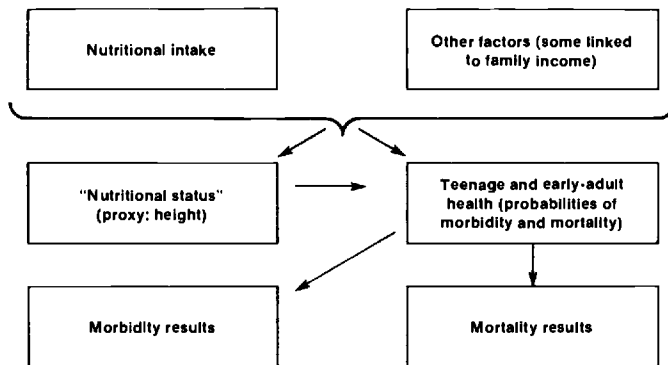 Nutritional intake
Other factors (some linked
to family income)
"Nutritional status"
(proxy: height)
Teenage and early-adult
health (probabilities of
morbidity and mortality)
Morbidity results
Mortality results